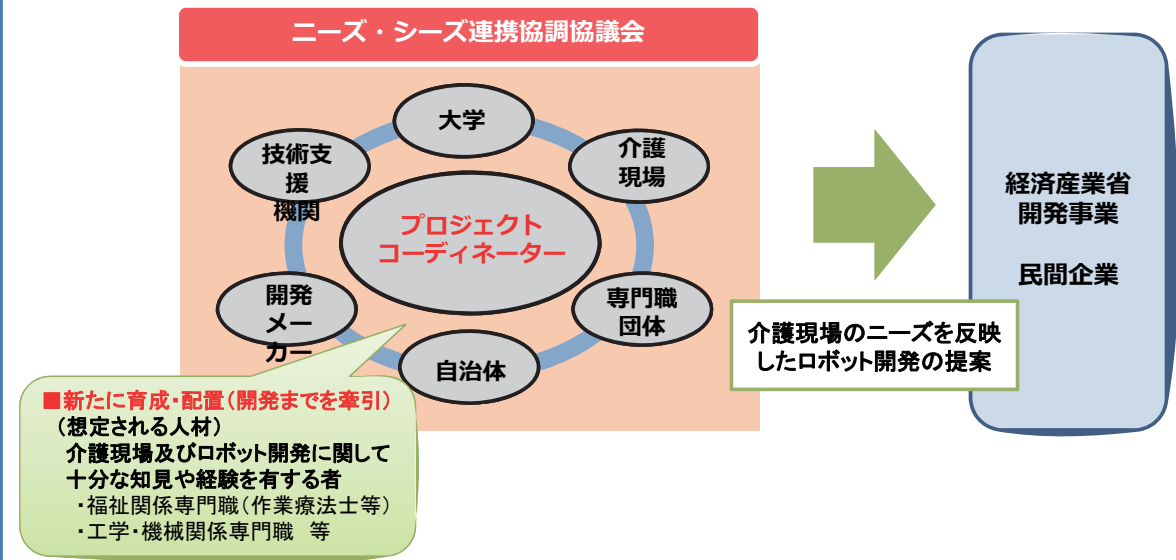 ニーズ・シーズ連携協調協議会
大学
技術支
援
機関
介護
現場
プロジェクト
コーディネーター
開発
メー
カー
専門職
団体
自治体
■新たに育成・配置(開発までを牽引)
(想定される人材)
介護現場及びロボット開発に関して
十分な知見や経験を有する者
・福祉関係専門職(作業療法士等)
・工学・機械関係専門職 等
介護現場のニーズを反映
したロボット開発の提案
経済産業省
開発事業
民間企業